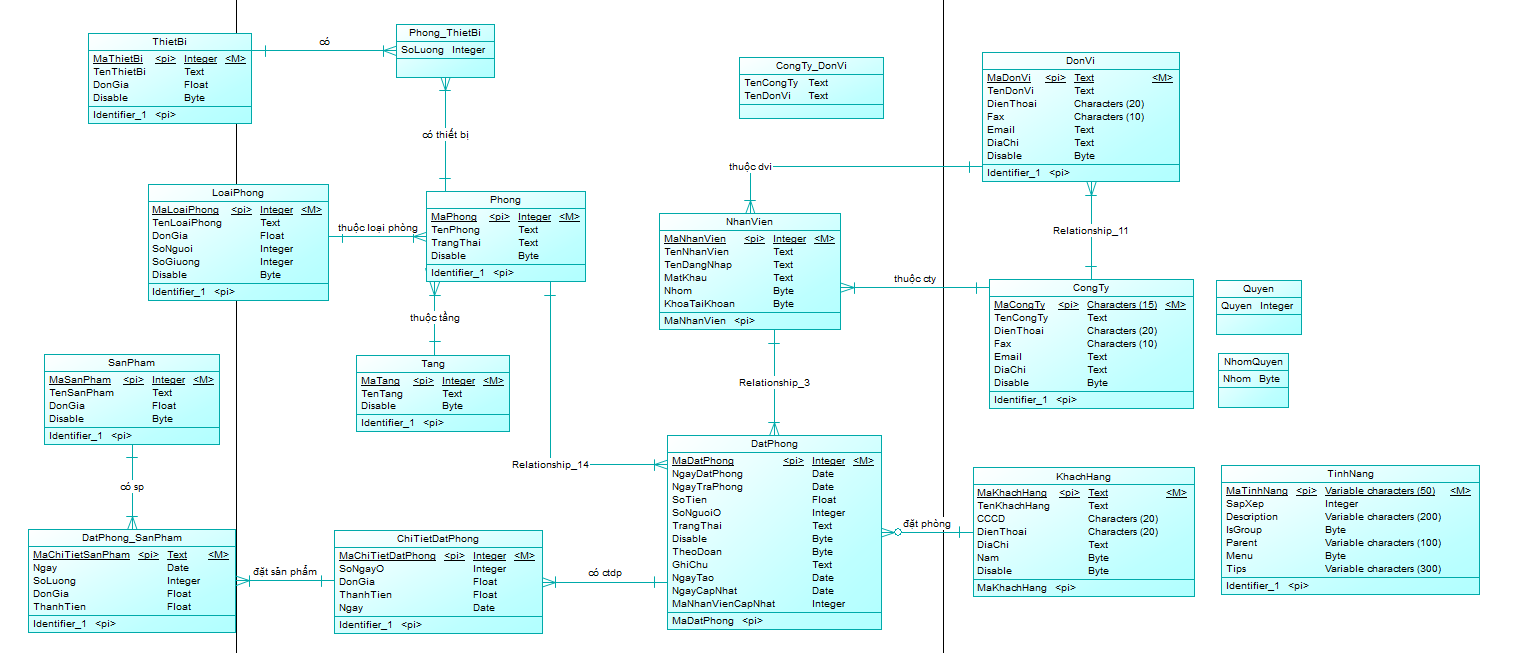 ThietBi
MaThietBi <pi> Integer <M>
TenThietBi Text
DonGia Float
Disable Byte
Identifier_1 <pi>
có
Phong_ThietBi
SoLuong Integer
có thiết bị
CongTy_DonVi
TenCongTy Text
TenDonVi Text
DonVi
MaDonVi <pi> Text <M>
TenDonVi Text
DienThoai Characters (20)
Fax Characters (10)
Email Text
DiaChi Text
Disable Byte
Identifier_1 <pi>
thuộc dvi
LoaiPhong
MaLoaiPhong <pi> Integer <M>
TenLoaiPhong Text
DonGia Float
SoNguoi Integer
SoGiuong Integer
Disable Byte
Identifier_1 <pi>
thuộc loại phòng
Phong
MaPhong <pi> Integer <M>
TenPhong Text
TrangThai Text
Disable Byte
Identifier_1 <pi>
NhanVien
MaNhanVien <pi> Integer <M>
TenNhanVien Text
TenDangNhap Text
MatKhau Text
Nhom Byte
KhoaTaiKhoan Byte
MaNhanVien <pi>
Relationship_11
thuộc cty
CongTy
MaCongTy <pi> Characters (15) <M>
TenCongTy Text
DienThoai Characters (20)
Fax Characters (10)
Email Text
DiaChi Text
Disable Byte
Identifier_1 <pi>
Quyen
Quyen Integer
NhomQuyen
Nhom Byte
thuộc tầng
Tang
MaTang <pi> Integer <M>
TenTang Text
Disable Byte
Identifier_1 <pi>
SanPham
MaSanPham <pi> Integer <M>
TenSanPham Text
DonGia Float
Disable Byte
Identifier_1 <pi>
Relationship_3
Relationship_14
có sp
DatPhong
MaDatPhong <pi> Integer <M>
NgayDatPhong Date
NgayTraPhong Date
SoTien Float
SoNguoiO Integer
TrangThai Text
Disable Byte
TheoDoan Byte
GhiChu Text
NgayTao Date
NgayCapNhat Date
MaNhanVienCapNhat Integer
MaDatPhong <pi>
đặt phòng
KhachHang
MaKhachHang <pi> Text <M>
TenKhachHang Text
CCCD Characters (20)
DienThoai Characters (20)
DiaChi Text
Nam Byte
Disable Byte
MaKhachHang <pi>
TinhNang
MaTinhNang <pi> Variable characters (50) <M>
SapXep Integer
Description Variable characters (200)
IsGroup Byte
Parent Variable characters (100)
Menu Byte
Tips Variable characters (300)
Identifier_1 <pi>
DatPhong_SanPham
MaChiTietSanPham <pi> Text <M>
Ngay Date
SoLuong Integer
DonGia Float
ThanhTien Float
Identifier_1 <pi>
đặt sản phẩm
ChiTietDatPhong
MaChiTietDatPhong <pi> Integer <M>
SoNgayO Integer
DonGia Float
ThanhTien Float
Ngay Date
Identifier_1 <pi>
có ctdp